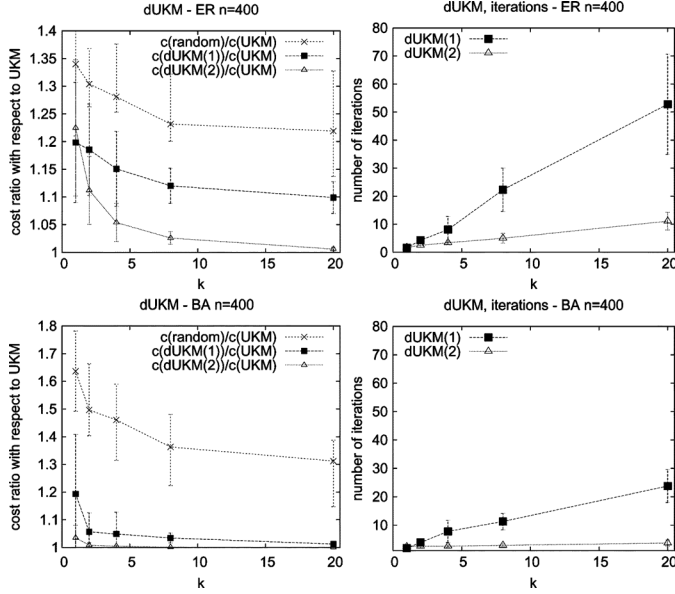 dUKM - ER n=400
cost ratio with respect to UKM
1.4
1.35
1.3
1.25
1.2
1.15
1.1
1.05
1
0
5
10
15
20
k
c(random)/c(UKM)
c(dUKM(1))/c(UKM)
c(dUKM(2))/c(UKM)
dUKM, iterations - ER n=400
number of iterations
80
70
60
50
40
30
20
10
0
0
5
10
15
20
k
dUKM(1)
dUKM(2)
dUKM - BA n=400
cost ratio with respect to UKM
1.8
1.7
1.6
1.5
1.4
1.3
1.2
1.1
1
0
5
10
15
20
k
c(random)/c(UKM)
c(dUKM(1))/c(UKM)
c(dUKM(2))/c(UKM)
dUKM, iterations - BA n=400
number of iterations
80
70
60
50
40
30
20
10
0
5
10
15
20
k
dUKM(1)
dUKM(2)